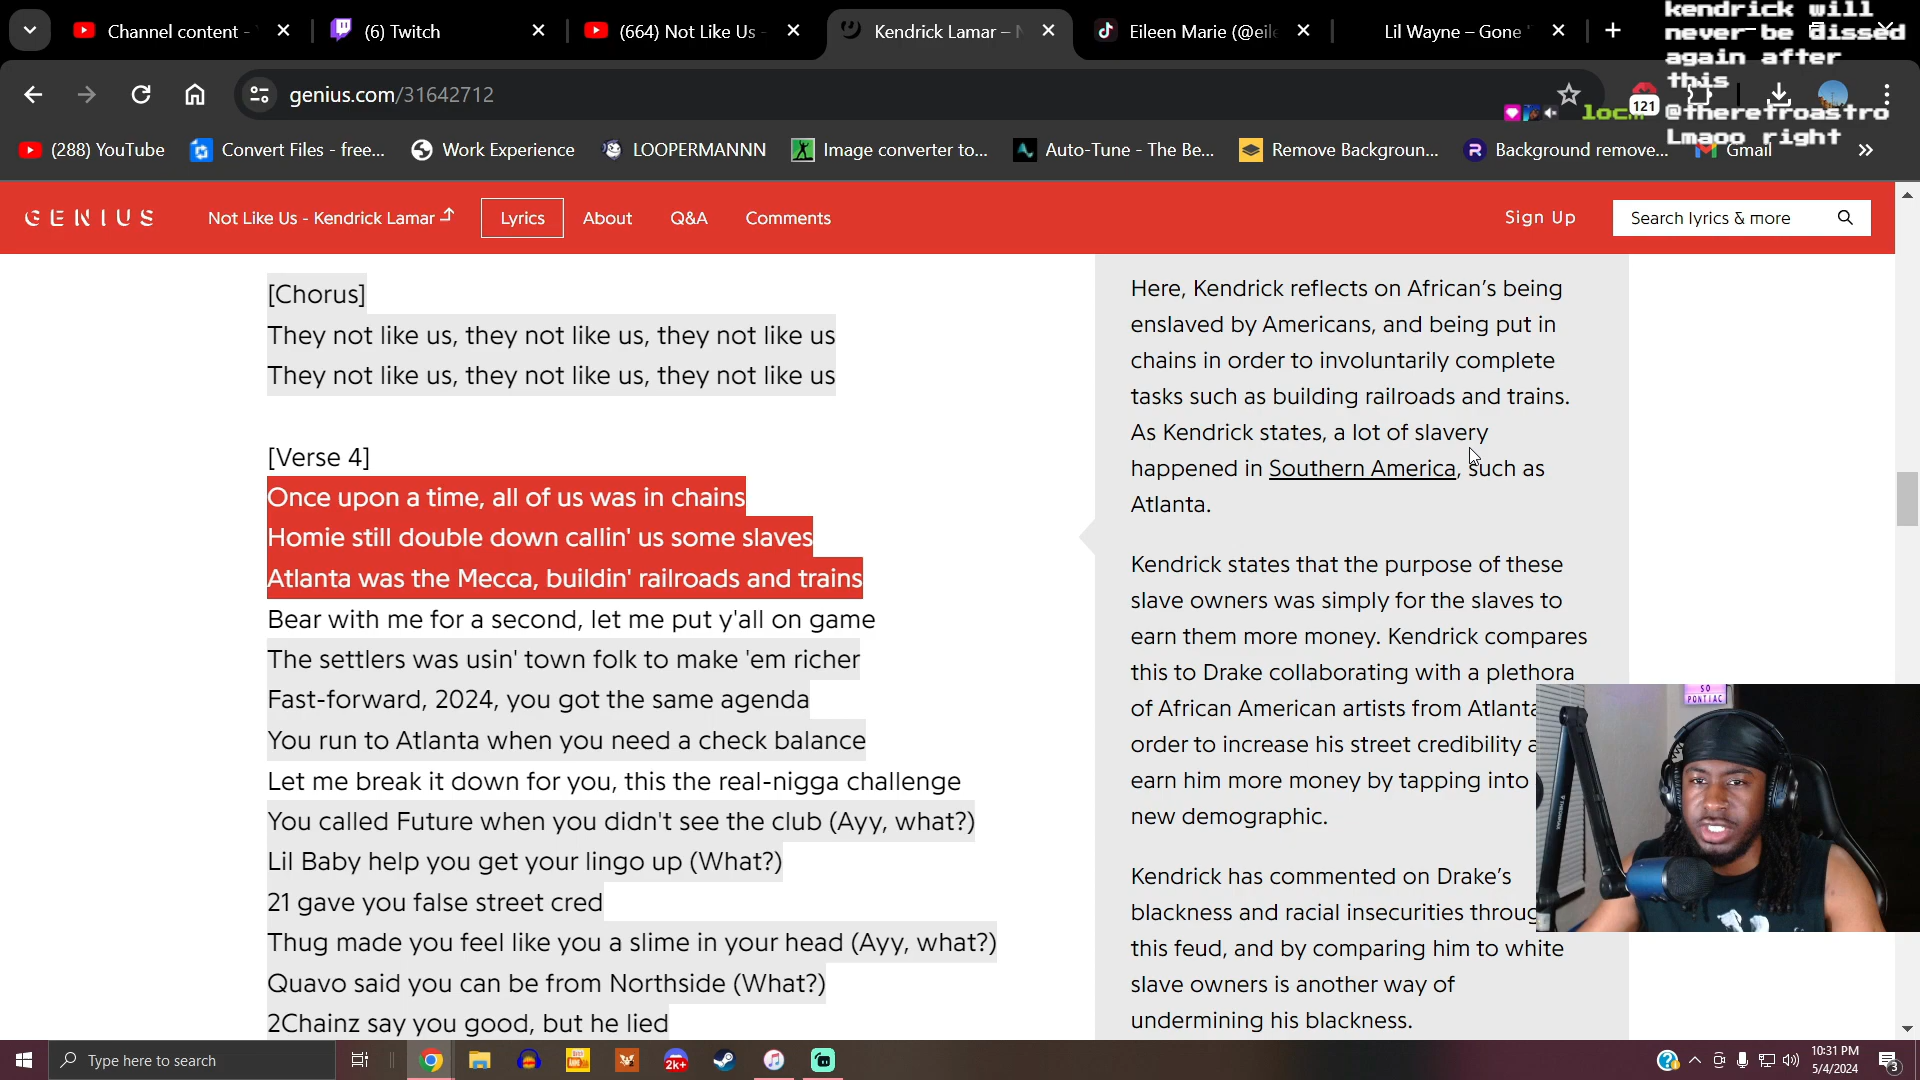 Channel content -
(6) Twitch
(664) Not Like Us -
Kendrick Lamar – N
Eileen Marie (@eile
Lil Wayne – Gone
kendrick will
never be dissed
again after
this
@theretroastro
Lmaoo right
genius.com/31642712
121
(288) YouTube
Convert Files - free...
Work Experience
LOOPERMANNN
Image converter to...
Auto-Tune - The Be...
Remove Backgroun...
Background remove...
Gmail
GENIUS
Not Like Us - Kendrick Lamar
Lyrics
About
Q&A
Comments
Sign Up
Search lyrics & more
[Chorus]
They not like us, they not like us, they not like us
They not like us, they not like us, they not like us
[Verse 4]
Once upon a time, all of us was in chains
Homie still double down callin' us some slaves
Atlanta was the Mecca, buildin' railroads and trains
Bear with me for a second, let me put y'all on game
The settlers was usin' town folk to make 'em richer
Fast-forward, 2024, you got the same agenda
You run to Atlanta when you need a check balance
Let me break it down for you, this the real-nigga challenge
You called Future when you didn't see the club (Ayy, what?)
Lil Baby help you get your lingo up (What?)
21 gave you false street cred
Thug made you feel like you a slime in your head (Ayy, what?)
Quavo said you can be from Northside (What?)
2Chainz say you good, but he lied
Here, Kendrick reflects on African's being
enslaved by Americans, and being put in
chains in order to involuntarily complete
tasks such as building railroads and trains.
As Kendrick states, a lot of slavery
happened in Southern America, such as
Atlanta.
Kendrick states that the purpose of these
slave owners was simply for the slaves to
earn them more money. Kendrick compares
this to Drake collaborating with a plethora
of African American artists from Atlanta
order to increase his street credibility a
earn him more money by tapping into
new demographic.
Kendrick has commented on Drake's
blackness and racial insecurities throug
this feud, and by comparing him to white
slave owners is another way of
undermining his blackness.
SO
PONTIAC
Type here to search
2k+
10:31 PM
5/4/2024
3